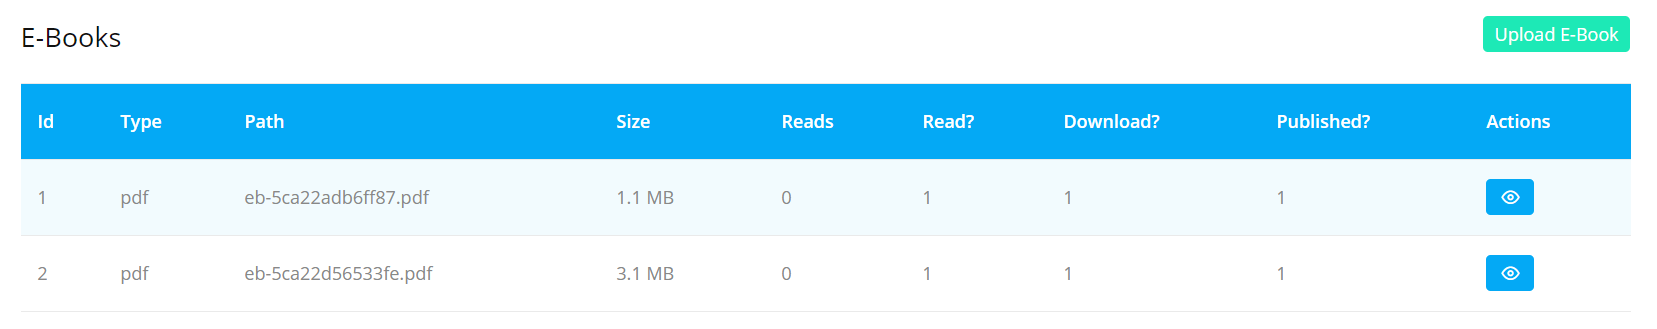 E-Books
Upload E-Book
Id Type Path Size Reads Read? Download? Published? Actions
1 pdf eb-5ca22adb6ff87.pdf 1.1 MB 0 1 1 1
2 pdf eb-5ca22d56533fe.pdf 3.1 MB 0 1 1 1